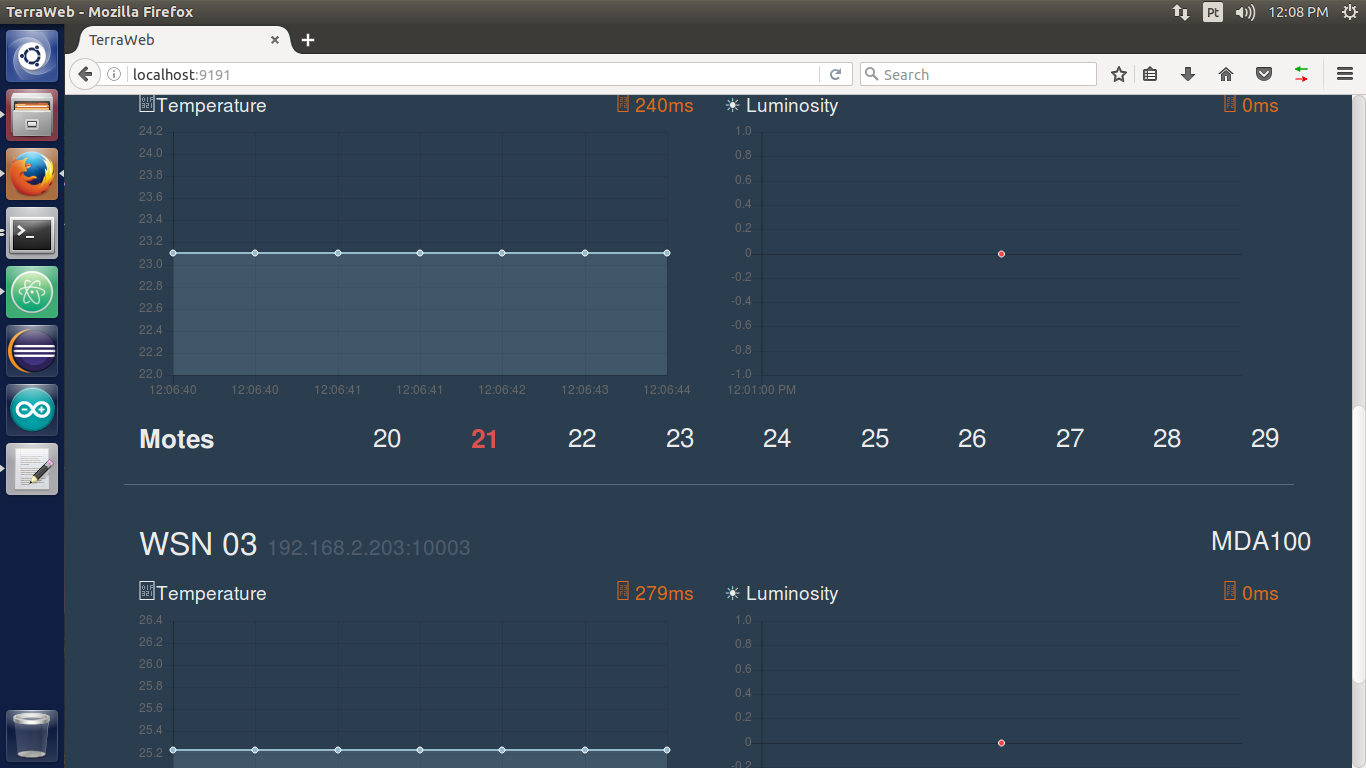 TerraWeb - Mozilla Firefox Pt 12:08 PM
TerraWeb
localhost:9191 Search
Temperature 240ms Luminosity 0ms
24.2 1.0
24.0 0.8
23.8 0.6
23.6 0.4
23.4 0.2
23.2 0
23.0 -0.2
22.8 -0.4
22.6 -0.6
22.4 -0.8
22.2 -1.0
22.0
12:06:40 12:06:40 12:06:41 12:06:41 12:06:42 12:06:43 12:06:44 12:01:00 PM
Motes 20 21 22 23 24 25 26 27 28 29
WSN 03 192.168.2.203:10003 MDA100
Temperature 279ms Luminosity 0ms
26.4 1.0
26.2 0.8
26.0 0.6
25.8 0.4
25.6 0.2
25.4 0
25.2 -0.2